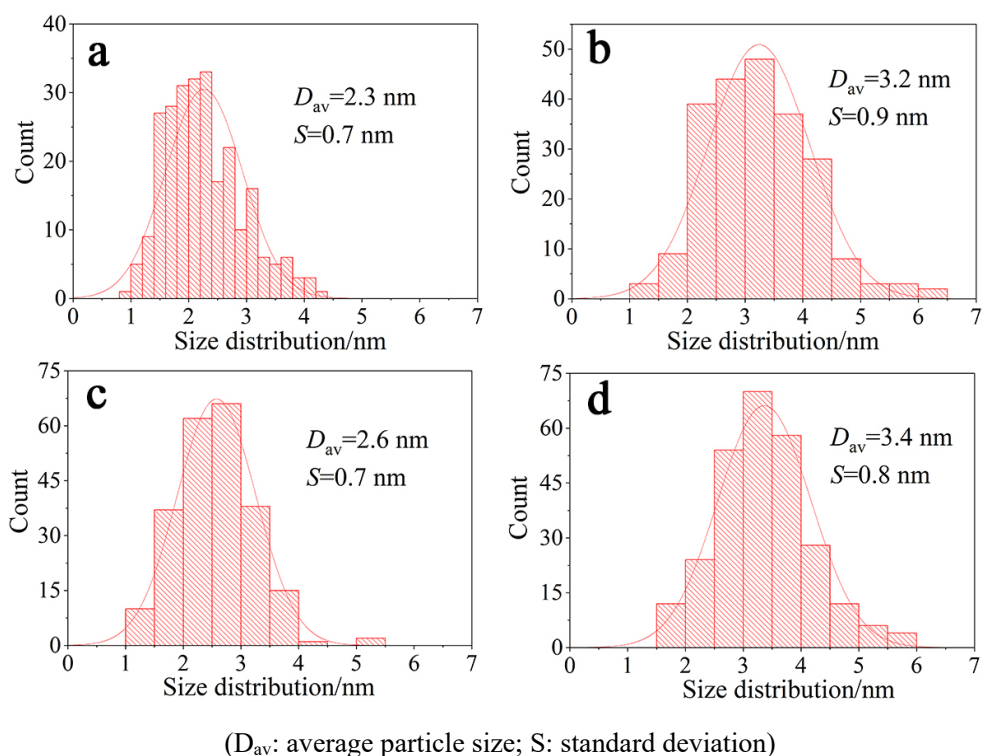 a
D_av=2.3 nm
S=0.7 nm
Count
40
30
20
10
0
0 1 2 3 4 5 6 7
Size distribution/nm
b
D_av=3.2 nm
S=0.9 nm
Count
50
40
30
20
10
0
0 1 2 3 4 5 6 7
Size distribution/nm
c
D_av=2.6 nm
S=0.7 nm
Count
75
60
45
30
15
0
0 1 2 3 4 5 6 7
Size distribution/nm
d
D_av=3.4 nm
S=0.8 nm
Count
75
60
45
30
15
0
0 1 2 3 4 5 6 7
Size distribution/nm
(D_av: average particle size; S: standard deviation)